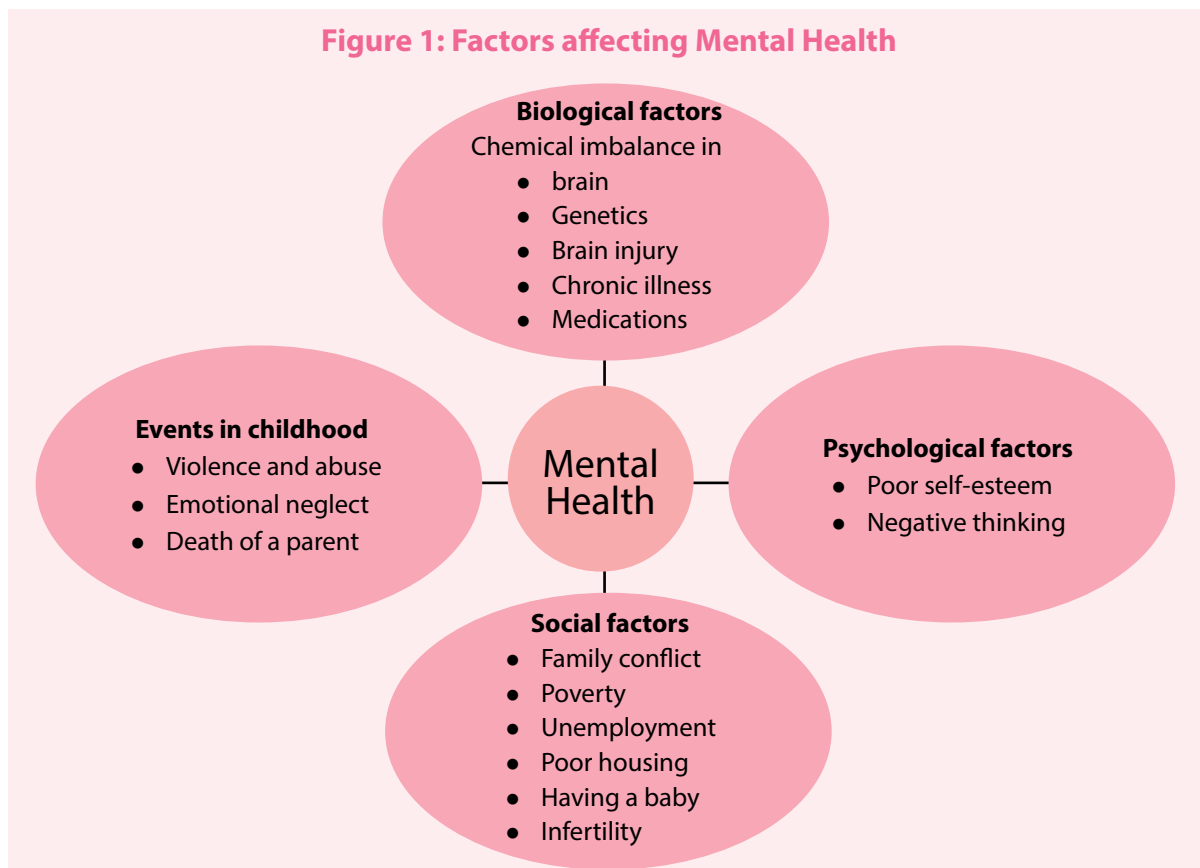 Figure 1: Factors affecting Mental Health
Biological factors
Chemical imbalance in
● brain
● Genetics
● Brain injury
● Chronic illness
● Medications
Events in childhood
● Violence and abuse
● Emotional neglect
● Death of a parent
Mental
Health
Psychological factors
● Poor self-esteem
● Negative thinking
Social factors
● Family conflict
● Poverty
● Unemployment
● Poor housing
● Having a baby
● Infertility